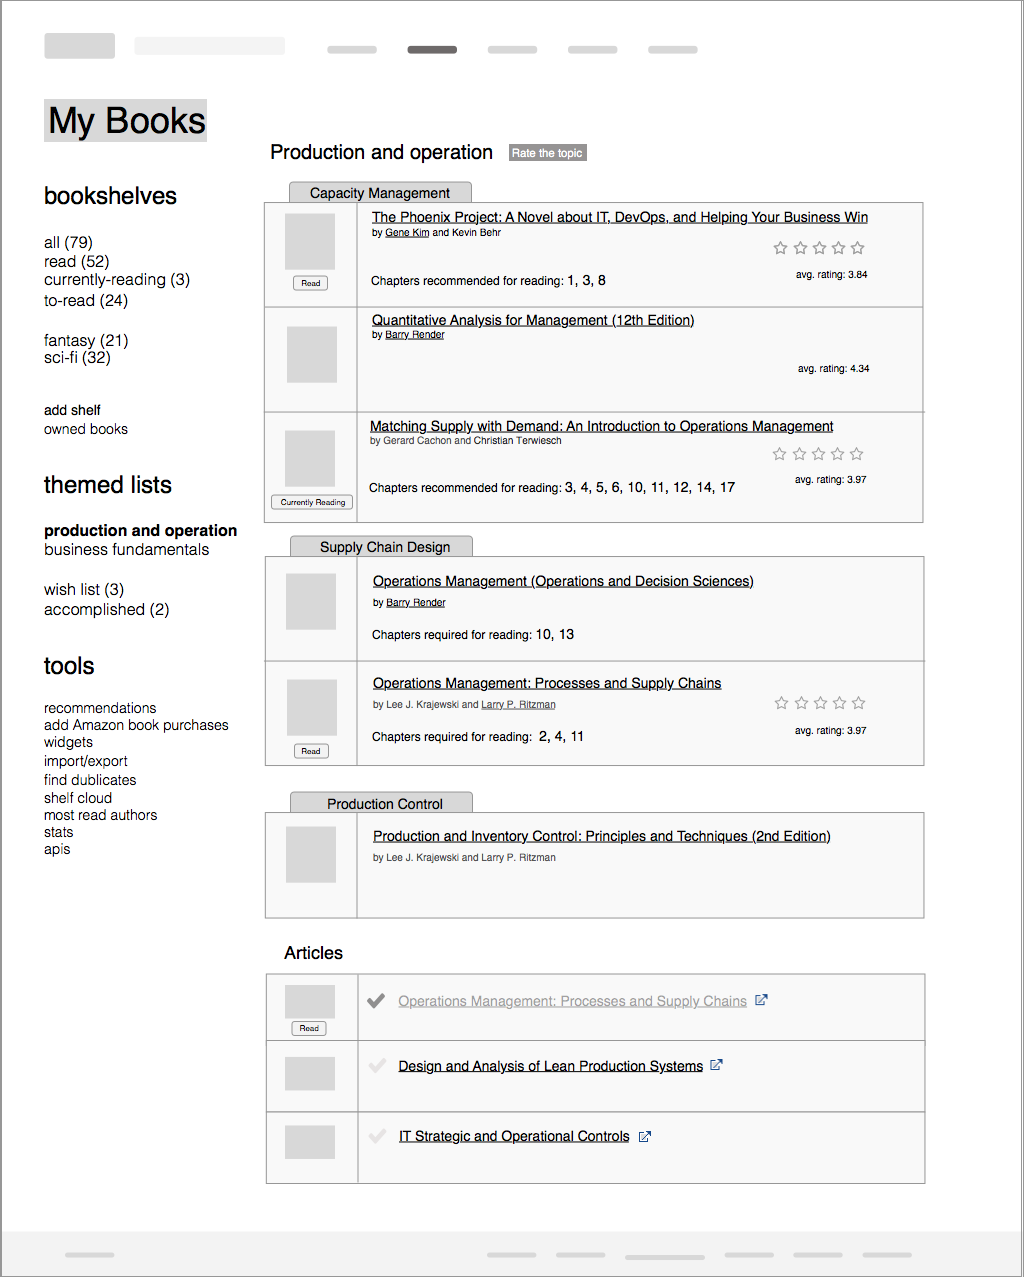 My Books
bookshelves
all (79)
read (52)
currently-reading (3)
to-read (24)
fantasy (21)
sci-fi (32)
add shelf
owned books
themed lists
production and operation
business fundamentals
wish list (3)
accomplished (2)
tools
recommendations
add Amazon book purchases
widgets
import/export
find dublicates
shelf cloud
most read authors
stats
apis
Production and operation Rate the topic
Capacity Management
The Phoenix Project: A Novel about IT, DevOps, and Helping Your Business Win
by Gene Kim and Kevin Behr
avg. rating: 3.84
Chapters recommended for reading: 1, 3, 8
Read
Quantitative Analysis for Management (12th Edition)
by Barry Render
avg. rating: 4.34
Matching Supply with Demand: An Introduction to Operations Management
by Gerard Cachon and Christian Terwiesch
avg. rating: 3.97
Chapters recommended for reading: 3, 4, 5, 6, 10, 11, 12, 14, 17
Currently Reading
Supply Chain Design
Operations Management (Operations and Decision Sciences)
by Barry Render
Chapters required for reading: 10, 13
Operations Management: Processes and Supply Chains
by Lee J. Krajewski and Larry P. Ritzman
avg. rating: 3.97
Chapters required for reading: 2, 4, 11
Read
Production Control
Production and Inventory Control: Principles and Techniques (2nd Edition)
by Lee J. Krajewski and Larry P. Ritzman
Articles
Operations Management: Processes and Supply Chains
Read
Design and Analysis of Lean Production Systems
IT Strategic and Operational Controls